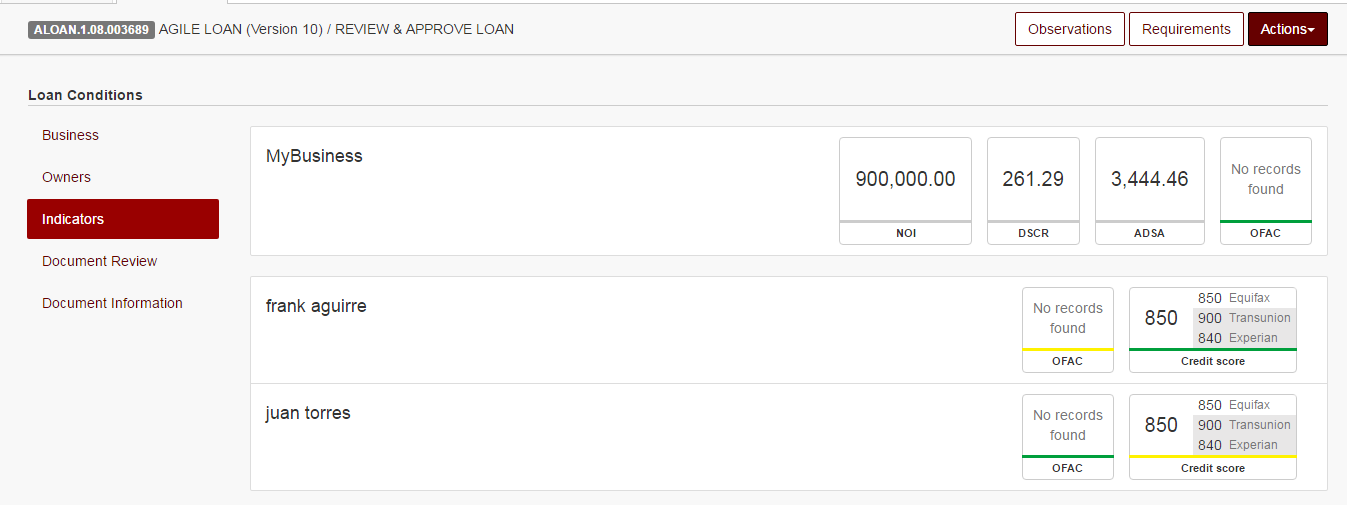 ALOAN.1.08.003689 AGILE LOAN (Version 10) / REVIEW & APPROVE LOAN
Observations
Requirements
Actions
Loan Conditions
Business
Owners
Indicators
Document Review
Document Information
MyBusiness
900,000.00
NOI
261.29
DSCR
3,444.46
ADSA
No records
found
OFAC
frank aguirre
No records
found
OFAC
850
850 Equifax
900 Transunion
840 Experian
Credit score
juan torres
No records
found
OFAC
850
850 Equifax
900 Transunion
840 Experian
Credit score